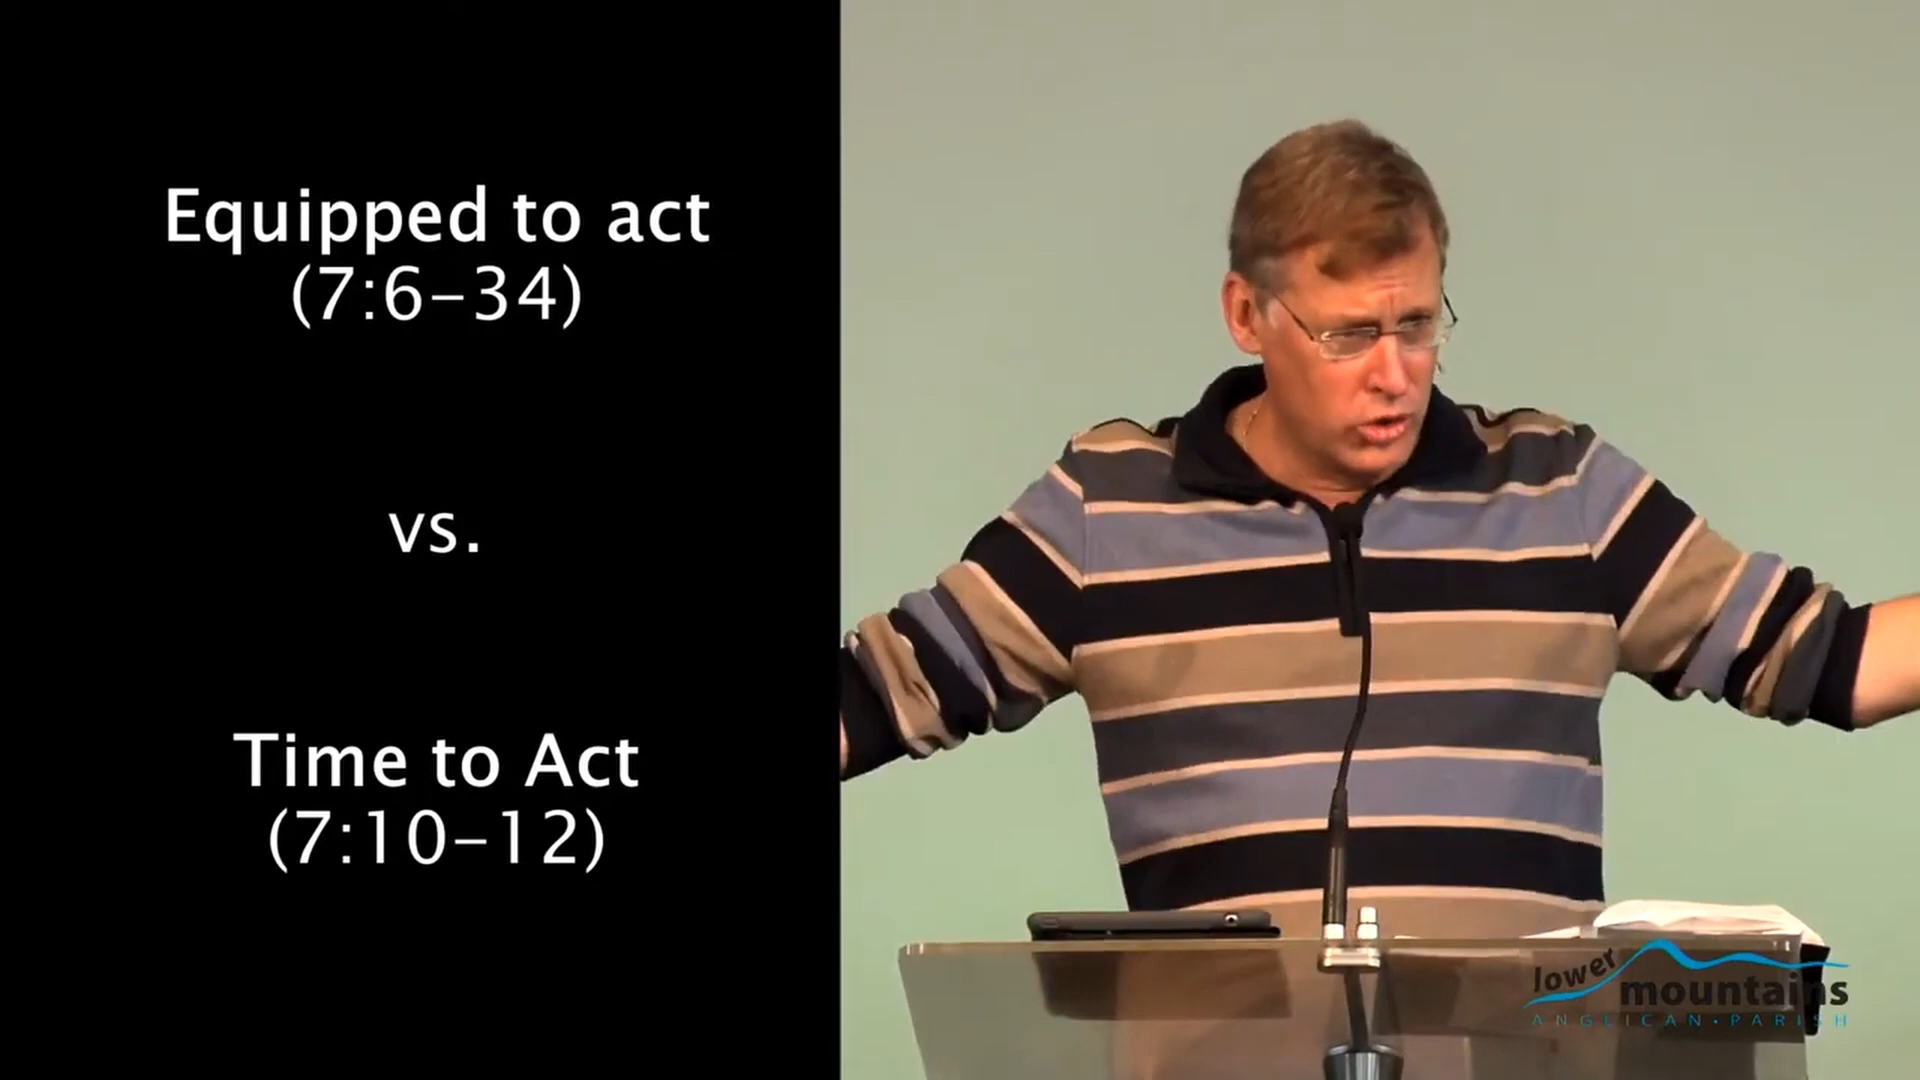 Equipped to act
(7:6-34)
vs.
Time to Act
(7:10-12)
lower
mountains
ANGLICAN • PARISH